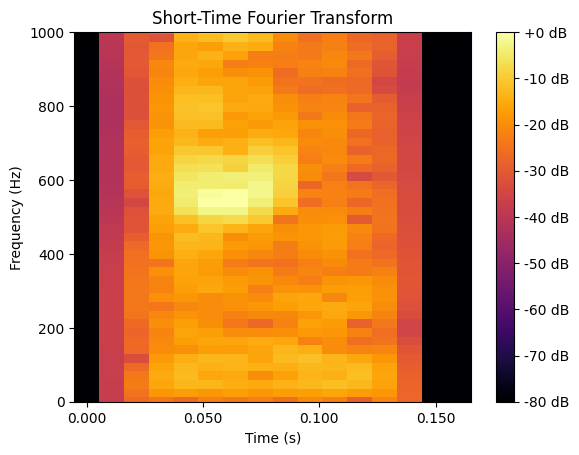 Short-Time Fourier Transform
Frequency (Hz)
1000
800
600
400
200
0
0.000
0.050
0.100
0.150
Time (s)
+0 dB
-10 dB
-20 dB
-30 dB
-40 dB
-50 dB
-60 dB
-70 dB
-80 dB